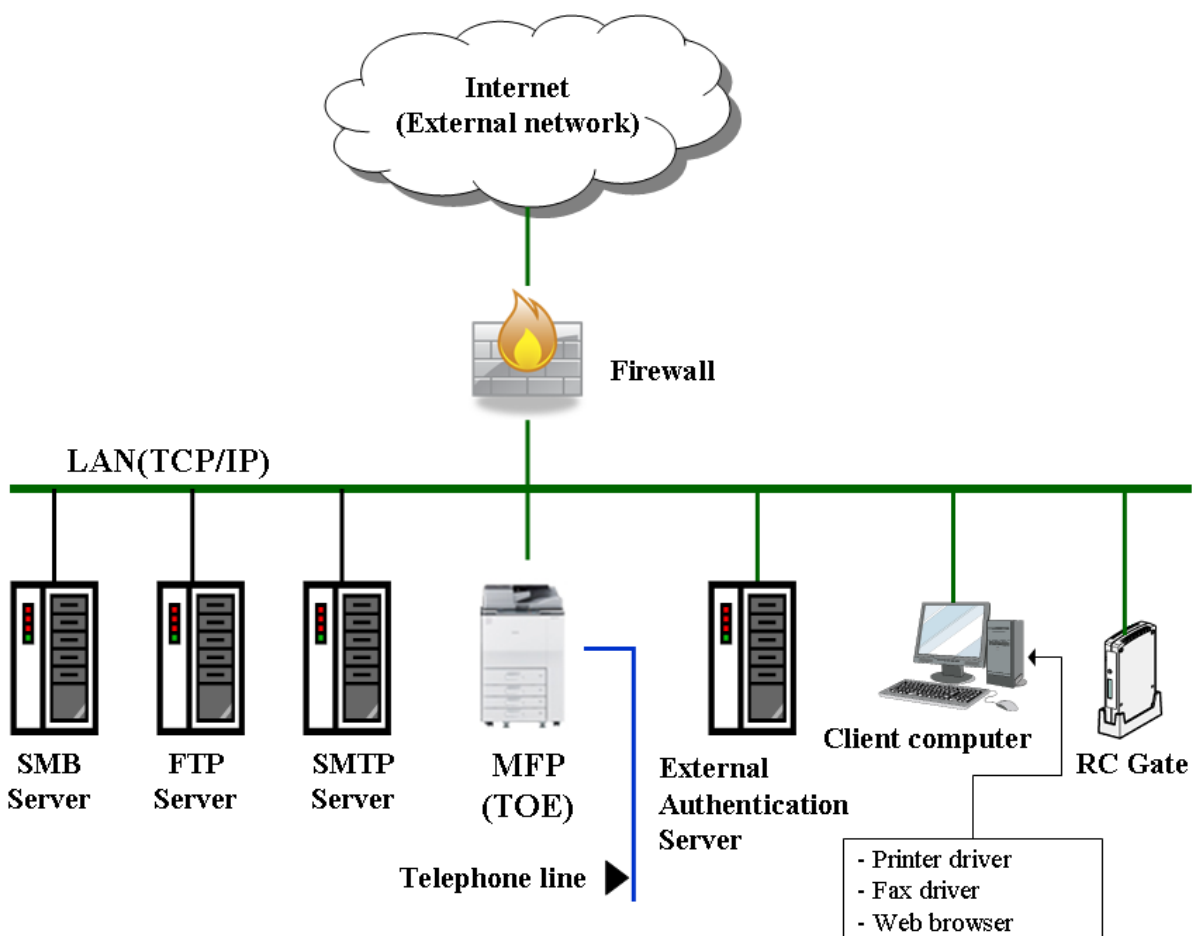 Internet
(External network)
Firewall
LAN(TCP/IP)
SMB
Server
FTP
Server
SMTP
Server
MFP
(TOE)
External
Authentication
Server
Client computer
RC Gate
Telephone line
- Printer driver
- Fax driver
- Web browser